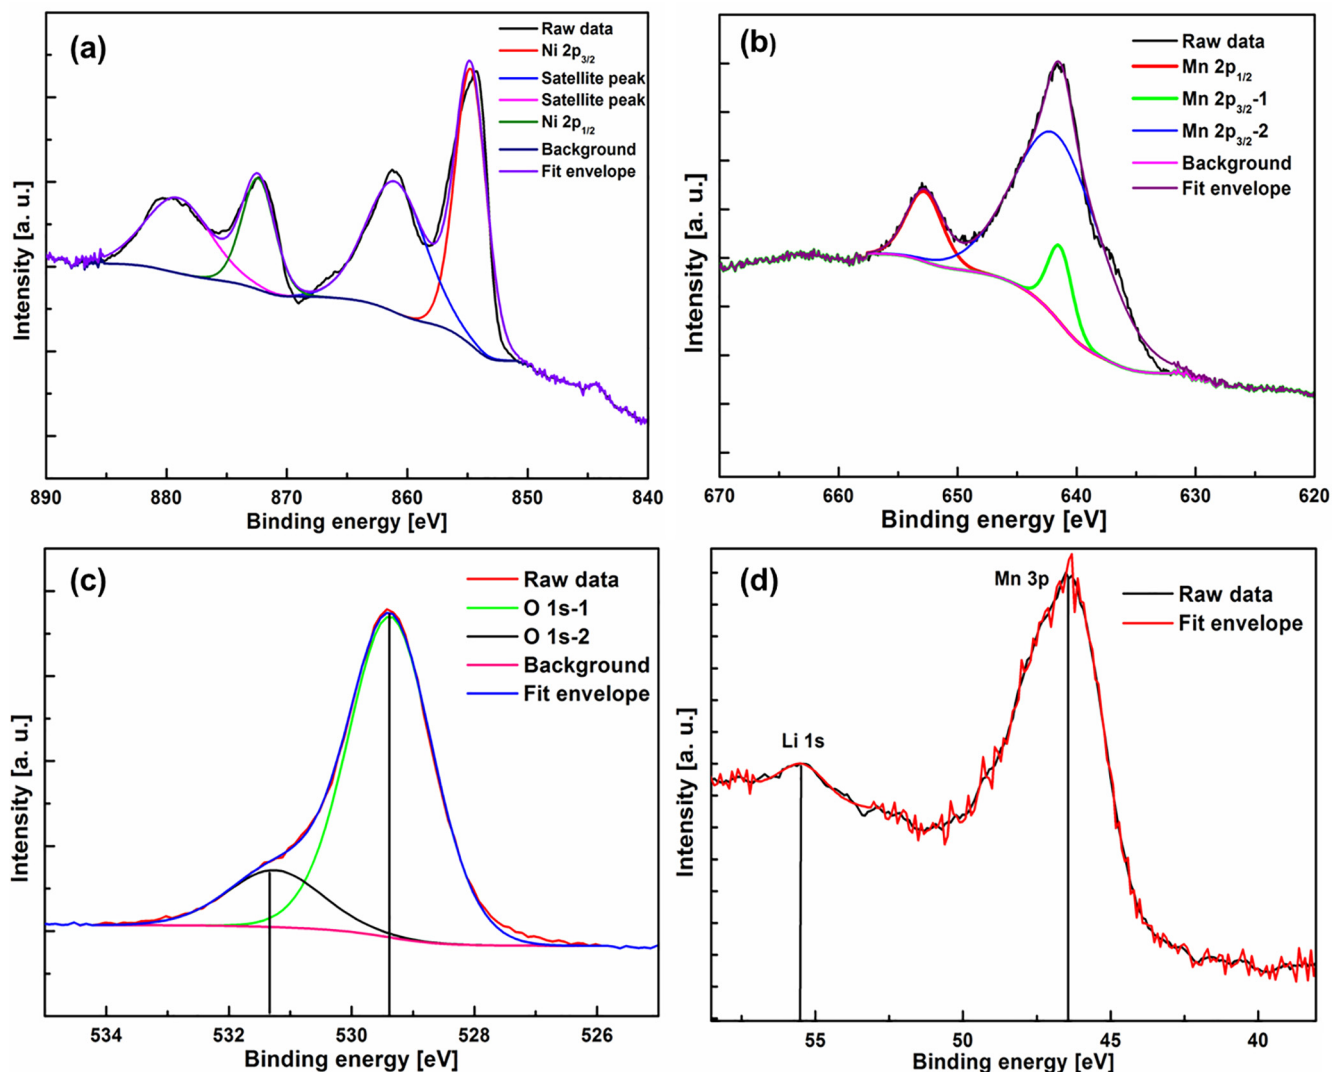 (a)
Raw data
Ni 2p3/2
Satellite peak
Satellite peak
Ni 2p1/2
Background
Fit envelope
Intensity [a. u.]
890 880 870 860 850 840
Binding energy [eV]
(b)
Raw data
Mn 2p1/2
Mn 2p3/2-1
Mn 2p3/2-2
Background
Fit envelope
Intensity [a. u.]
670 660 650 640 630 620
Binding energy [eV]
(c)
Raw data
O 1s-1
O 1s-2
Background
Fit envelope
Intensity [a. u.]
534 532 530 528 526
Binding energy [eV]
(d)
Mn 3p
Raw data
Fit envelope
Li 1s
Intensity [a. u.]
55 50 45 40
Binding energy [eV]